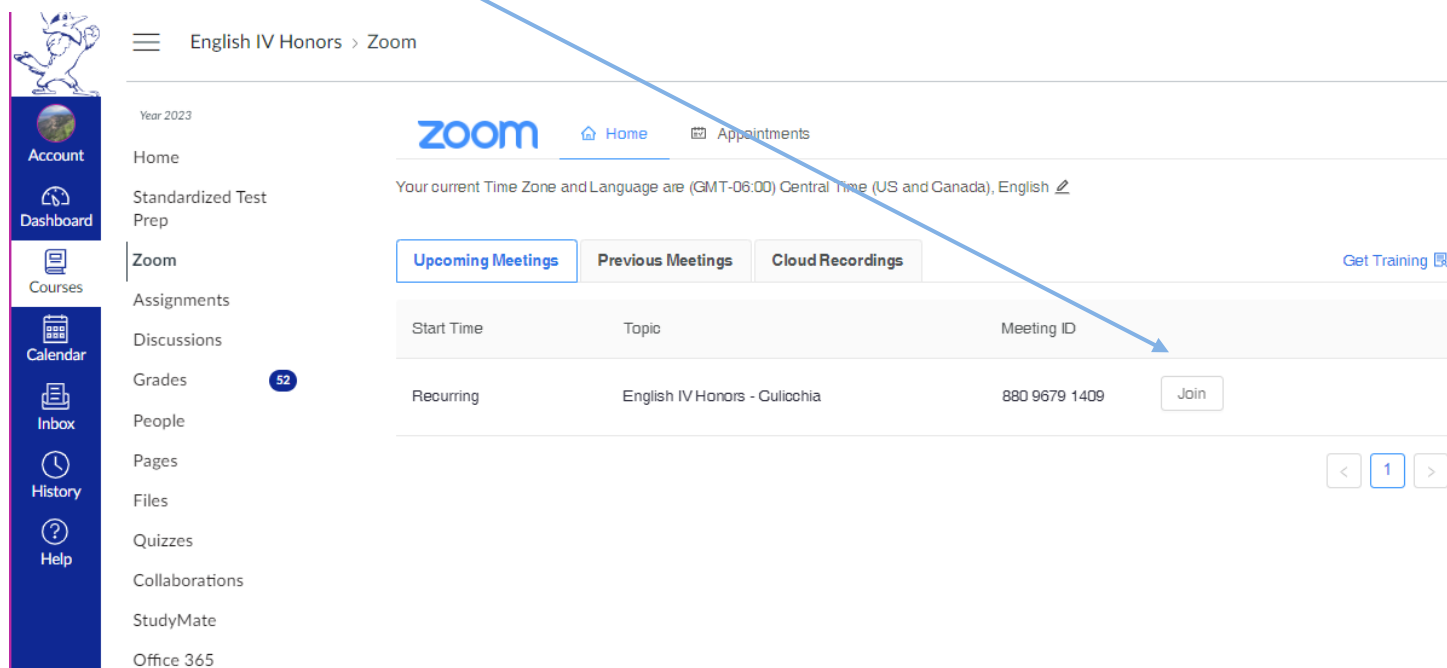 English IV Honors > Zoom
Account
Dashboard
Courses
Calendar
Inbox
History
Help
Year 2023
Home
Standardized Test
Prep
Zoom
Assignments
Discussions
Grades 52
People
Pages
Files
Quizzes
Collaborations
StudyMate
Office 365
zoom Home Appointments
Your current Time Zone and Language are (GMT-06:00) Central Time (US and Canada), English
Upcoming Meetings Previous Meetings Cloud Recordings Get Training
Start Time Topic Meeting ID
Recurring English IV Honors - Culicchia 880 9679 1409 Join
< 1 >